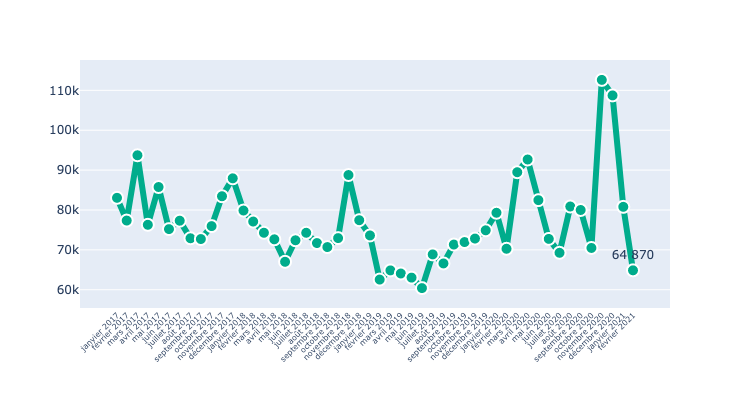 110k
100k
90k
80k
70k
60k
64 870
janvier 2017
février 2017
mars 2017
avril 2017
mai 2017
juin 2017
juillet 2017
août 2017
septembre 2017
octobre 2017
novembre 2017
décembre 2017
janvier 2018
février 2018
mars 2018
avril 2018
mai 2018
juin 2018
juillet 2018
août 2018
septembre 2018
octobre 2018
novembre 2018
décembre 2018
janvier 2019
février 2019
mars 2019
avril 2019
mai 2019
juin 2019
juillet 2019
août 2019
septembre 2019
octobre 2019
novembre 2019
décembre 2019
janvier 2020
février 2020
mars 2020
avril 2020
mai 2020
juin 2020
juillet 2020
août 2020
septembre 2020
octobre 2020
novembre 2020
décembre 2020
janvier 2021
février 2021